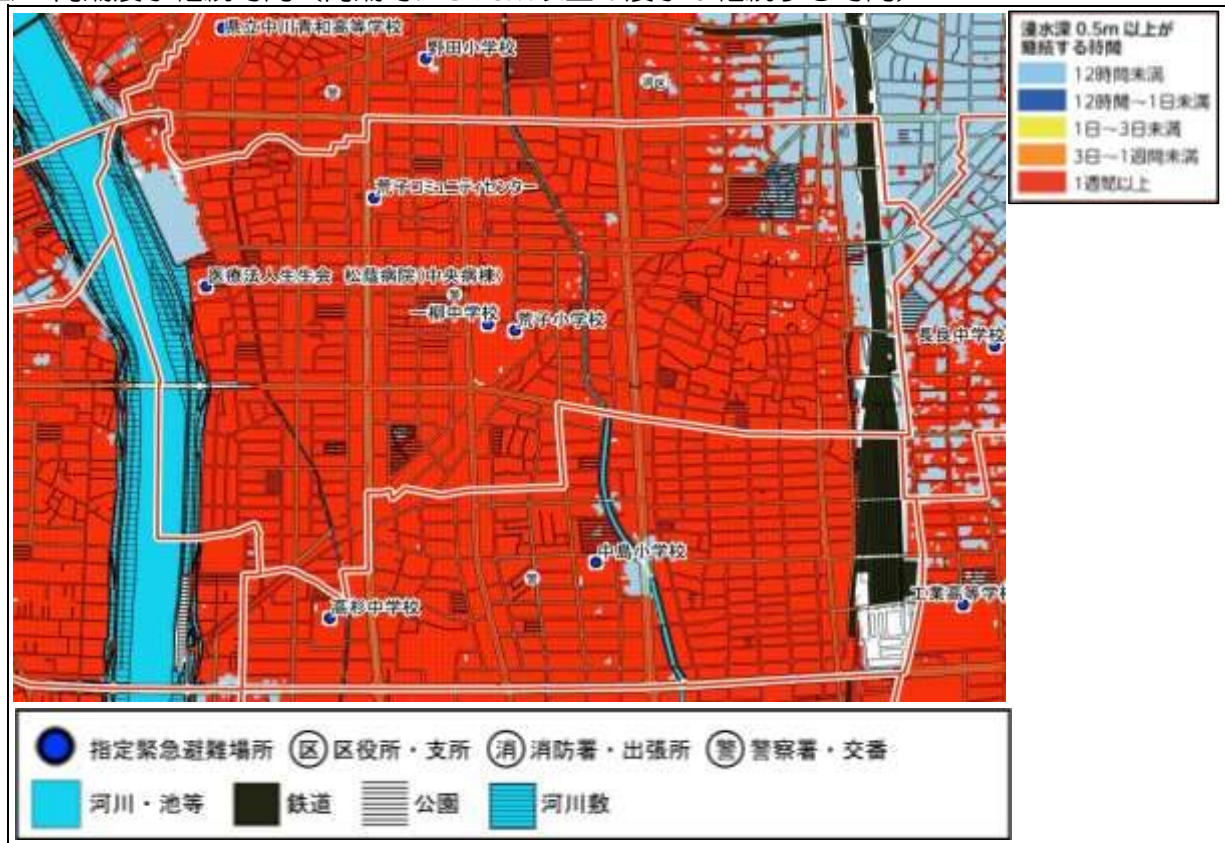 県立中川青和高等学校
野田小学校
消区
警
荒子コミュニティセンター
医療法人生生会 松蔭病院(中央病棟)
警
一柳中学校
荒子小学校
長良中学校
中島小学校
警
高杉中学校
工業高等学校
浸水深 0.5m 以上が
継続する時間
12時間未満
12時間～1日未満
1日～3日未満
3日～1週間未満
1週間以上
指定緊急避難場所 区 区役所・支所 消 消防署・出張所 警 警察署・交番
河川・池等 鉄道 公園 河川敷